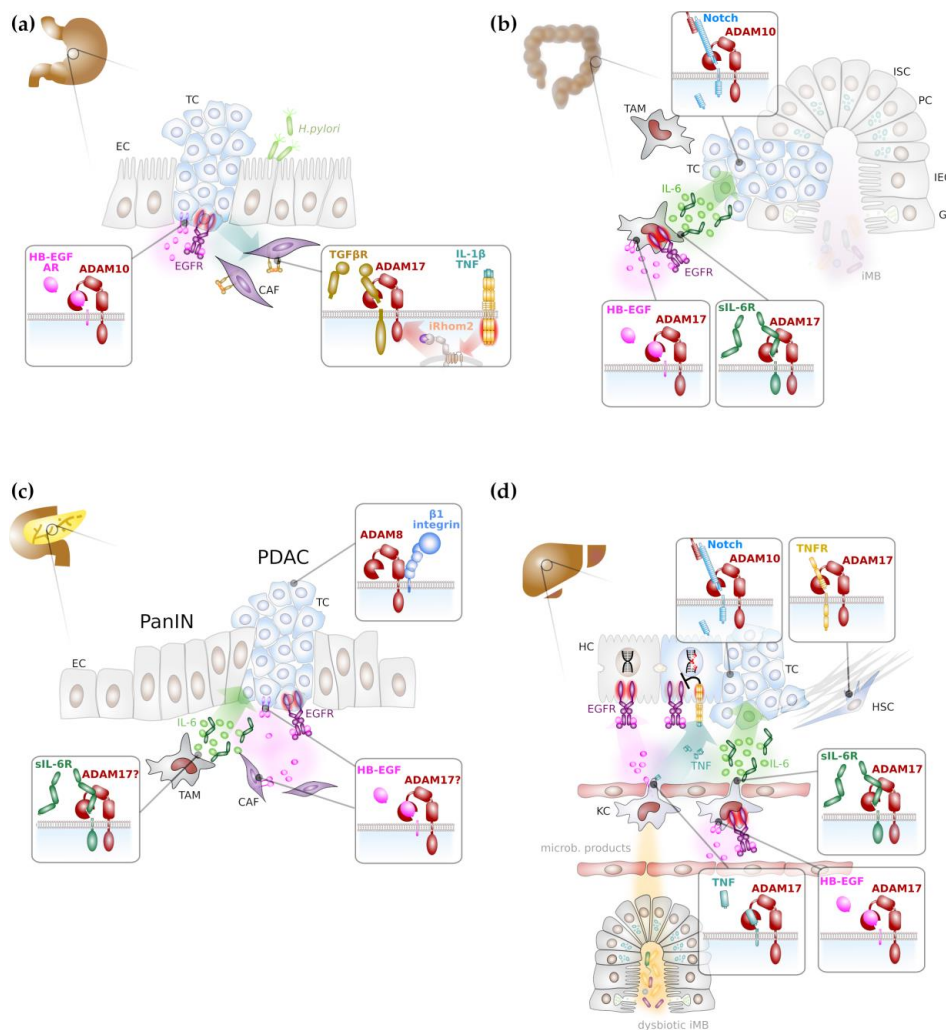 (a)
TC
H.pylori
EC
HB-EGF
AR
ADAM10
EGFR
CAF
TGFβR
ADAM17
IL-1β
TNF
iRhom2
(b)
Notch
ADAM10
ISC
PC
TAM
TC
IL-6
IEC
G
EGFR
iMB
HB-EGF
ADAM17
sIL-6R
ADAM17
(c)
β1
integrin
ADAM8
PDAC
TC
PanIN
EC
EGFR
IL-6
sIL-6R
ADAM17?
TAM
CAF
HB-EGF
ADAM17?
(d)
Notch
ADAM10
TNFR
ADAM17
HC
TC
EGFR
HSC
TNF
IL-6
sIL-6R
ADAM17
KC
microb. products
TNF
ADAM17
HB-EGF
ADAM17
dysbiotic iMB